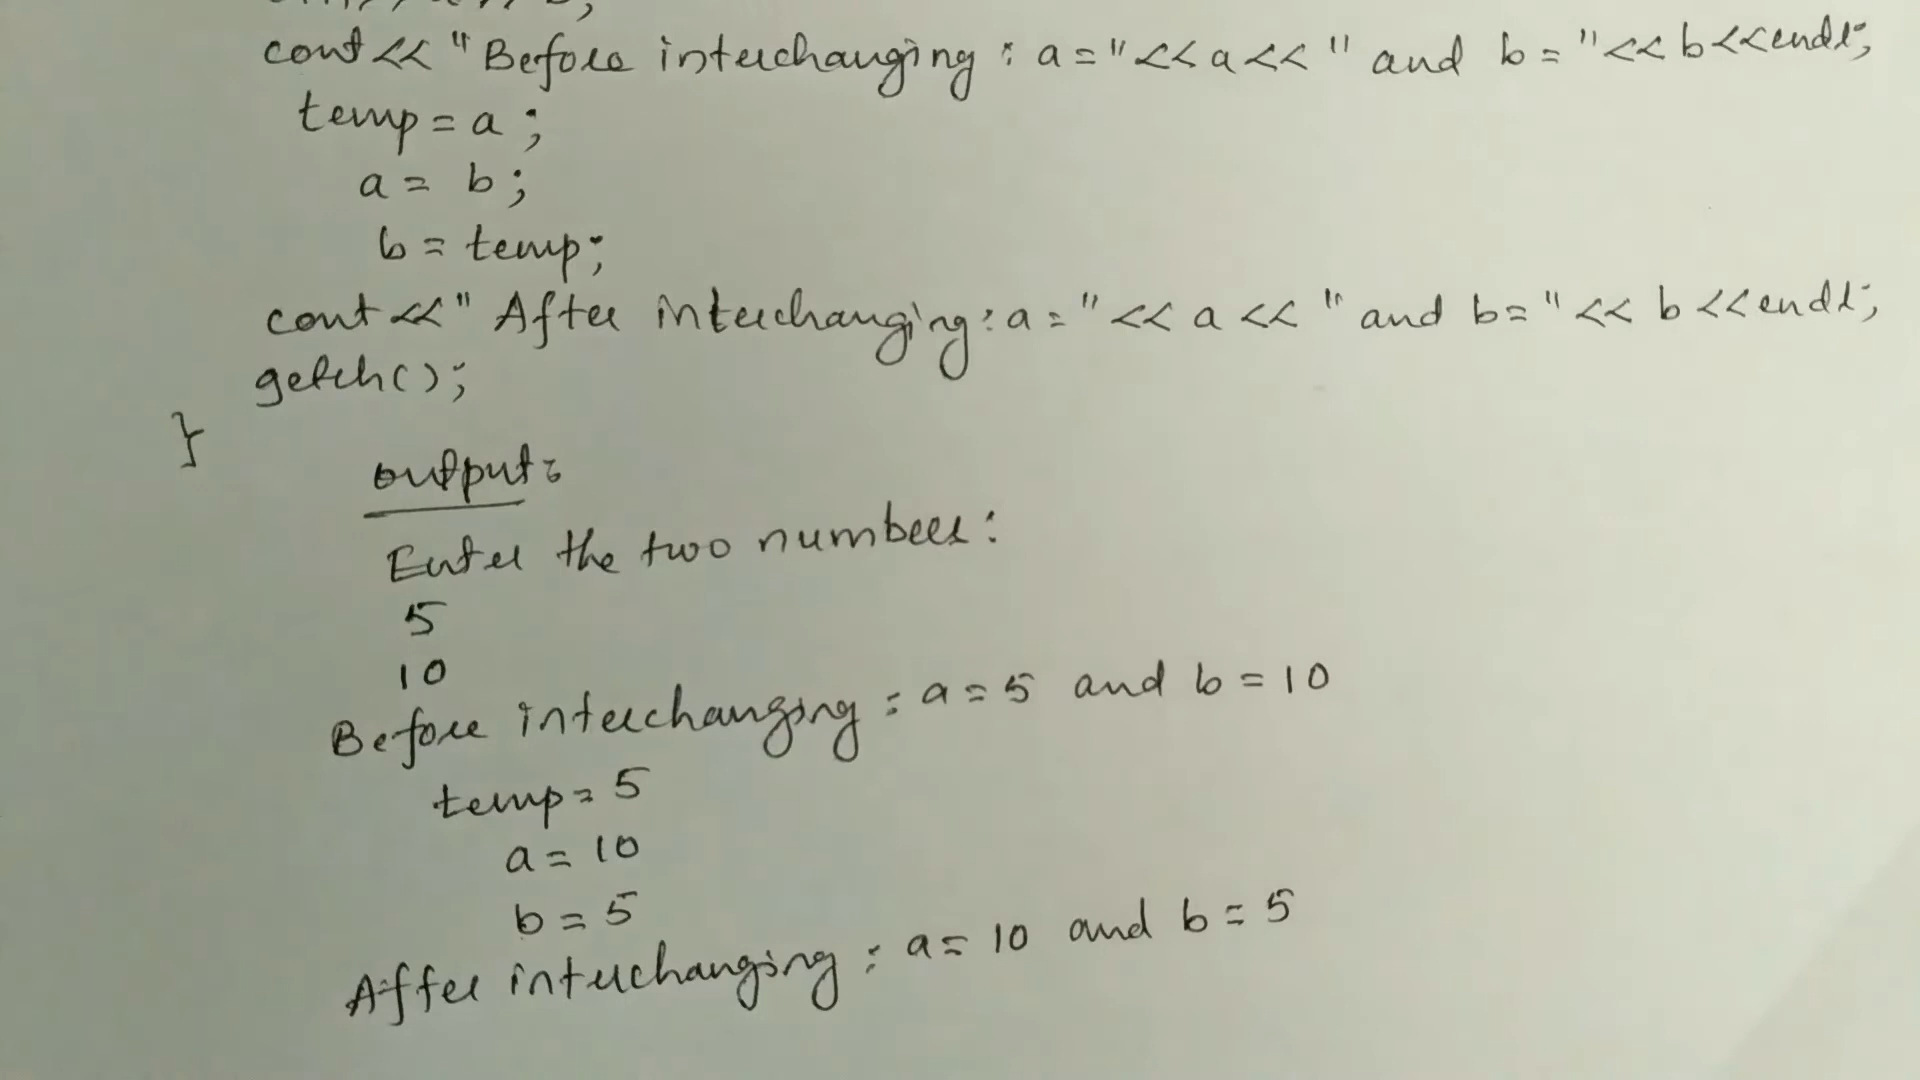 cout<<"Before interchanging: a="<<a<<" and b="<<b<<endl;
temp=a;
a= b;
b= temp;
cout<<" After interchanging: a="<<a<<" and b="<< b<<endl;
getch();
}
output:
Enter the two numbers:
5
10
Before interchanging: a=5 and b=10
temp=5
a=10
b=5
After interchanging: a=10 and b=5